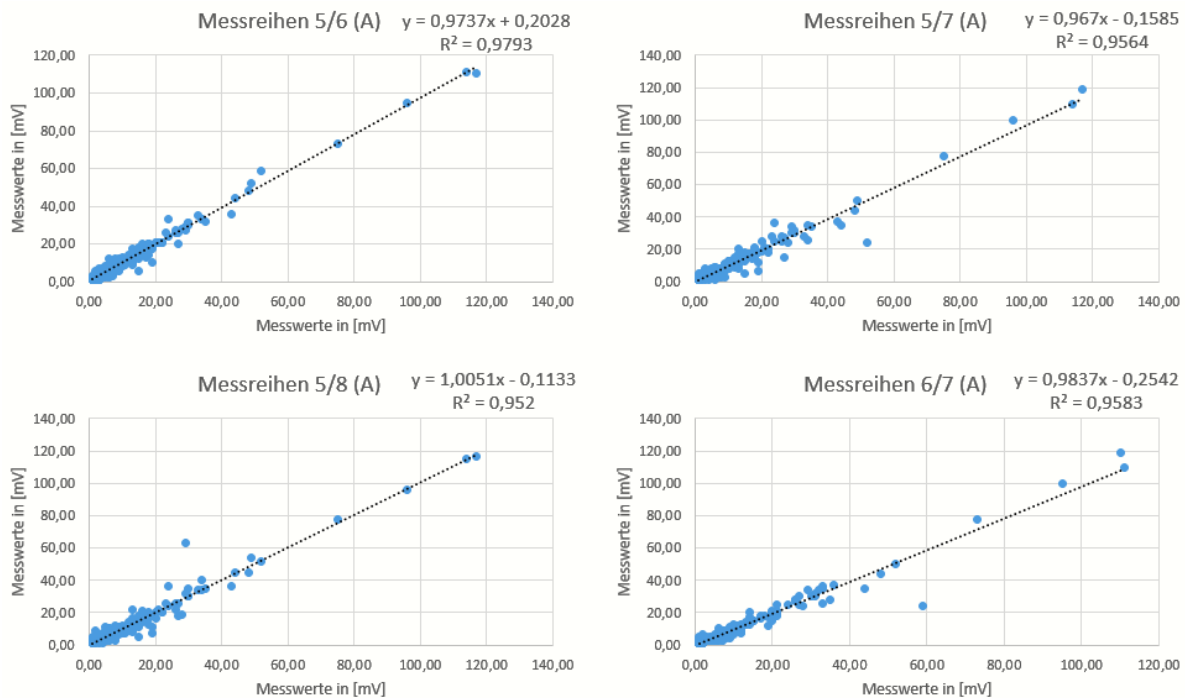 Messreihen 5/6 (A) y = 0,9737x + 0,2028
R² = 0,9793
120,00
100,00
80,00
60,00
40,00
20,00
0,00
Messwerte in [mV]
0,00 20,00 40,00 60,00 80,00 100,00 120,00 140,00
Messwerte in [mV]
Messreihen 5/7 (A) y = 0,967x - 0,1585
R² = 0,9564
140,00
120,00
100,00
80,00
60,00
40,00
20,00
0,00
Messwerte in [mV]
0,00 20,00 40,00 60,00 80,00 100,00 120,00 140,00
Messwerte in [mV]
Messreihen 5/8 (A) y = 1,0051x - 0,1133
R² = 0,952
140,00
120,00
100,00
80,00
60,00
40,00
20,00
0,00
Messwerte in [mV]
0,00 20,00 40,00 60,00 80,00 100,00 120,00 140,00
Messwerte in [mV]
Messreihen 6/7 (A) y = 0,9837x - 0,2542
R² = 0,9583
140,00
120,00
100,00
80,00
60,00
40,00
20,00
0,00
Messwerte in [mV]
0,00 20,00 40,00 60,00 80,00 100,00 120,00
Messwerte in [mV]